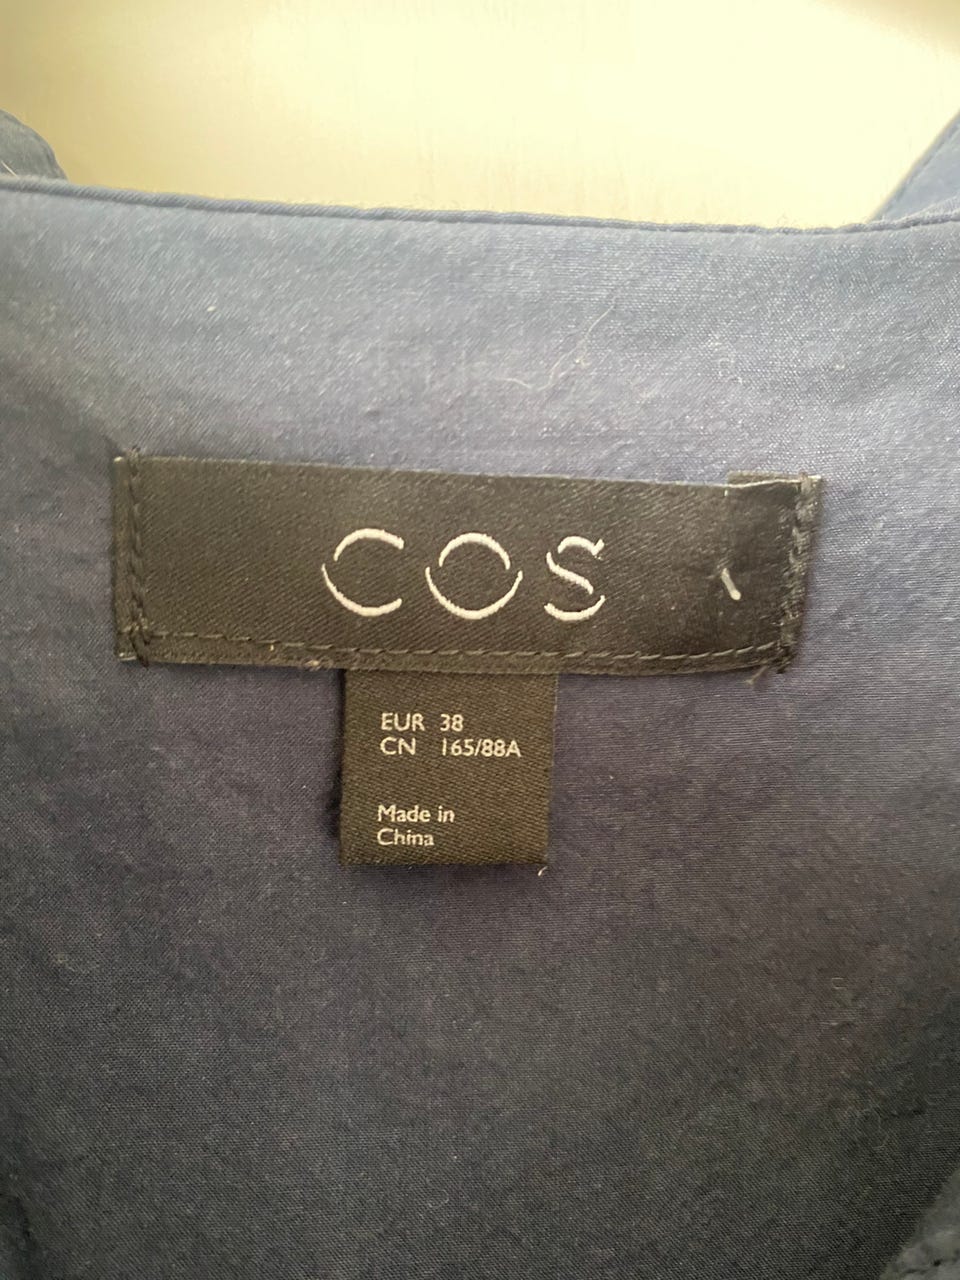 COS
EUR 38
CN 165/88A
Made in
China